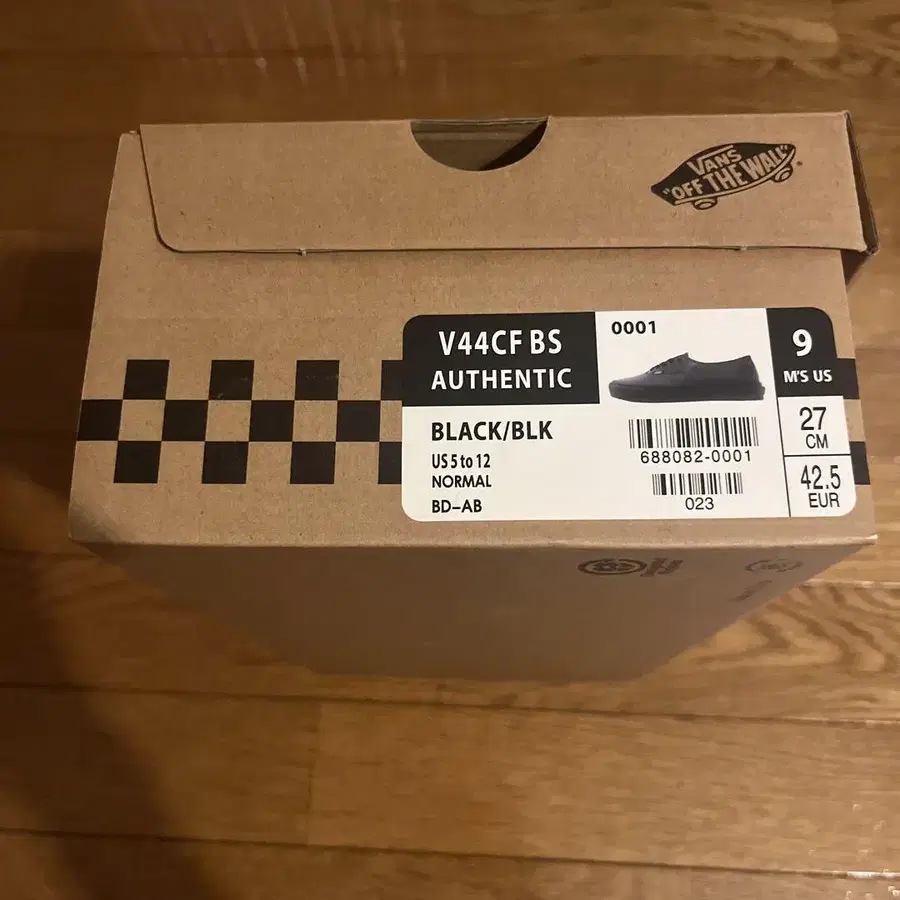 VANS
"OFF THE WALL"
V44CF BS
AUTHENTIC
0001
9
M'S US
BLACK/BLK
US 5 to 12
NORMAL
BD-AB
688082-0001
023
27
CM
42.5
EUR